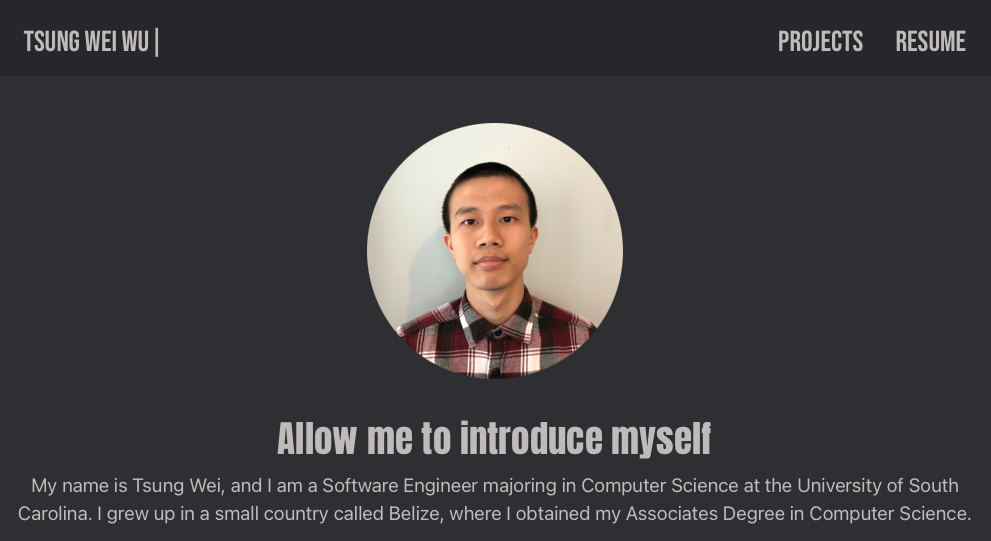 TSUNG WEI WU |
PROJECTS
RESUME
Allow me to introduce myself
My name is Tsung Wei, and I am a Software Engineer majoring in Computer Science at the University of South
Carolina. I grew up in a small country called Belize, where I obtained my Associates Degree in Computer Science.